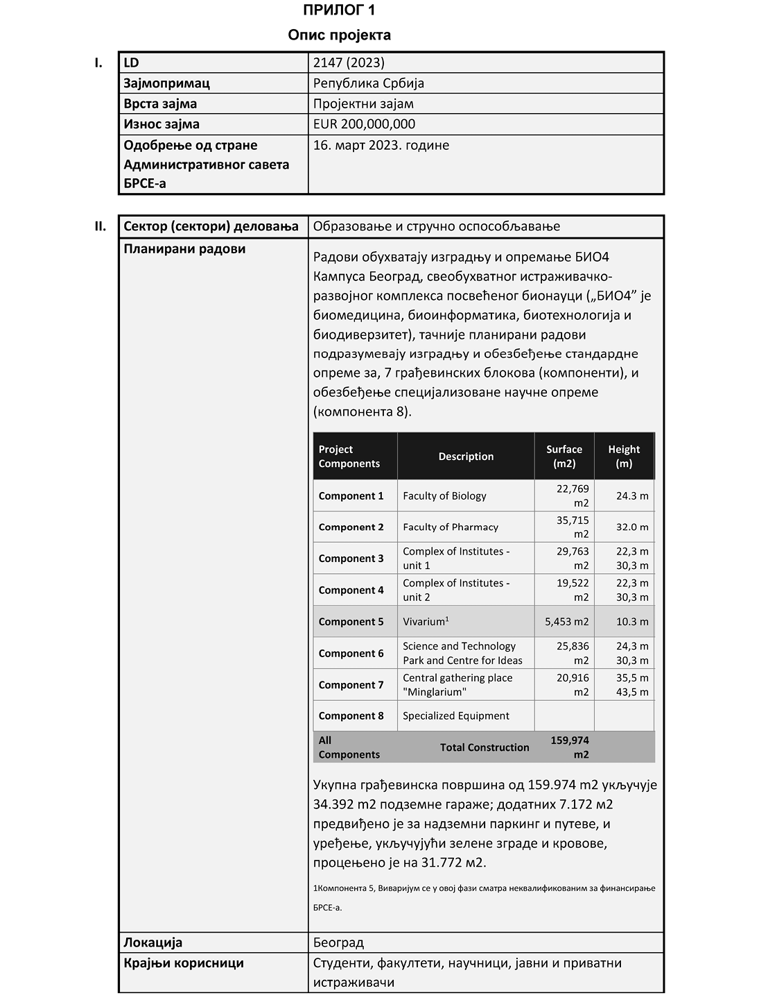 ПРИЛОГ 1
Опис пројекта
I. LD 2147 (2023)
Зајмопримац Република Србија
Врста зајма Пројектни зајам
Износ зајма EUR 200,000,000
Одобрење од стране 16. март 2023. године
Административног савета
БРСЕ-а
II. Сектор (сектори) деловања Образовање и стручно оспособљавање
Планирани радови
Радови обухватају изградњу и опремање БИО4
Кампуса Београд, свеобухватног истраживачко-
развојног комплекса посвећеног бионауци („БИО4” је
биомедицина, биоинформатика, биотехнологија и
биодиверзитет), тачније планирани радови
подразумевају изградњу и обезбеђење стандардне
опреме за, 7 грађевинских блокова (компоненти), и
обезбеђење специјализоване научне опреме
(компонента 8).
Project Surface Height
Components Description (m2) (m)
Component 1 Faculty of Biology 22,769 24.3 m
m2
Component 2 Faculty of Pharmacy 35,715 32.0 m
m2
Complex of Institutes - 29,763 22,3 m
Component 3 unit 1 m2 30,3 m
Complex of Institutes - 19,522 22,3 m
Component 4 unit 2 m2 30,3 m
Component 5 Vivarium1 5,453 m2 10.3 m
Science and Technology 25,836 24,3 m
Component 6 Park and Centre for Ideas m2 30,3 m
Central gathering place 20,916 35,5 m
Component 7 "Minglarium" m2 43,5 m
Component 8 Specialized Equipment
All Total Construction 159,974
Components m2
Укупна грађевинска површина од 159.974 m2 укључује
34.392 m2 подземне гараже; додатних 7.172 м2
предвиђено је за надземни паркинг и путеве, и
уређење, укључујући зелене зграде и кровове,
процењено је на 31.772 м2.
1Компонента 5, Виваријум се у овој фази сматра неквалификованим за финансирање
БРСЕ-а.
Локација Београд
Крајњи корисници Студенти, факултети, научници, јавни и приватни
истраживачи